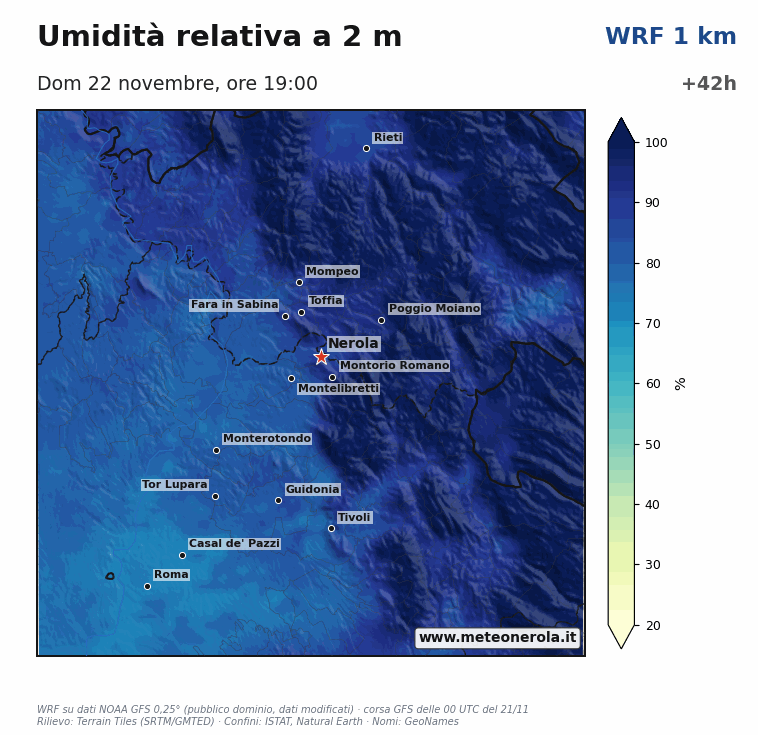 Umidità relativa a 2 m
WRF 1 km
Dom 22 novembre, ore 19:00
+42h
Rieti
Mompeo
Toffia
Fara in Sabina
Poggio Moiano
Nerola
Montorio Romano
Montelibretti
Monterotondo
Tor Lupara
Guidonia
Tivoli
Casal de' Pazzi
Roma
www.meteonerola.it
100
90
80
70
60
50
40
30
20
%
WRF su dati NOAA GFS 0,25° (pubblico dominio, dati modificati) · corsa GFS delle 00 UTC del 21/11
Rilievo: Terrain Tiles (SRTM/GMTED) · Confini: ISTAT, Natural Earth · Nomi: GeoNames